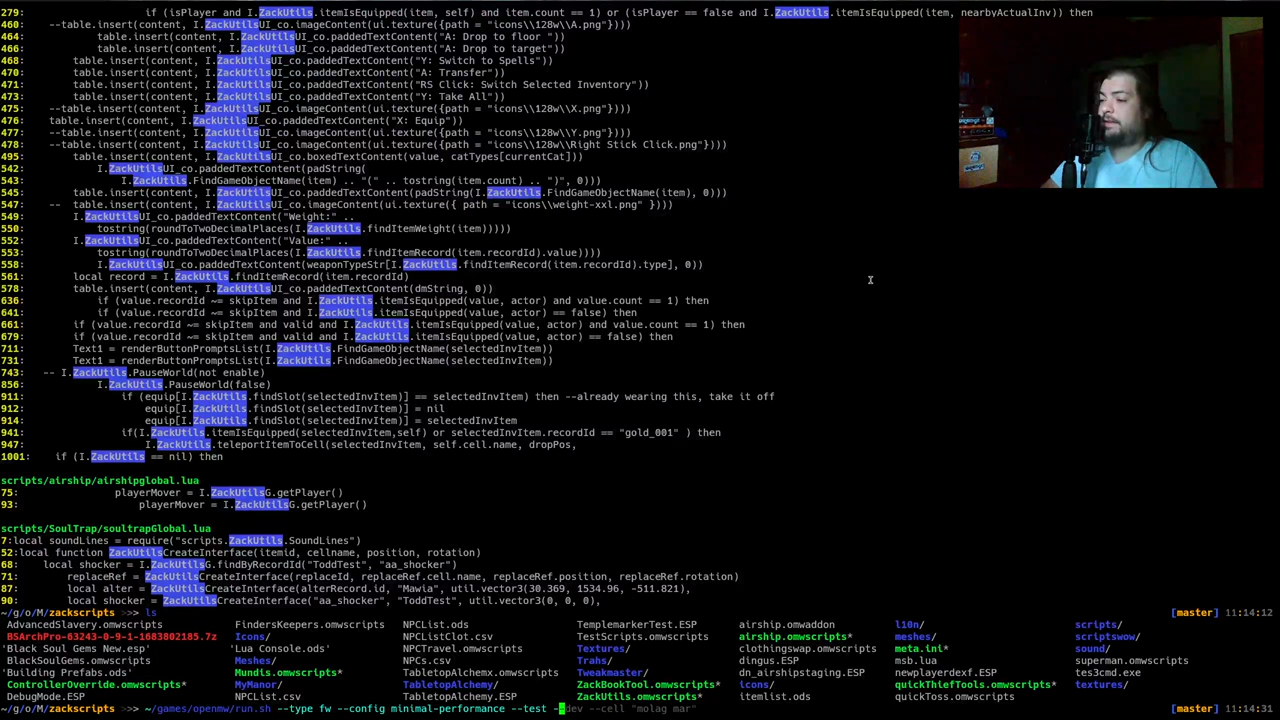 279:                    if (isPlayer and I.ZackUtils.itemIsEquipped(item, self) and item.count == 1) or (isPlayer == false and I.ZackUtils.itemIsEquipped(item, nearbyActualInv)) then
460:    --table.insert(content, I.ZackUtilsUI_co.imageContent(ui.texture({path = "icons\\128w\\A.png"})))
464:            table.insert(content, I.ZackUtilsUI_co.paddedTextContent("A: Drop to floor "))
466:            table.insert(content, I.ZackUtilsUI_co.paddedTextContent("A: Drop to target"))
468:        table.insert(content, I.ZackUtilsUI_co.paddedTextContent("Y: Switch to Spells"))
470:        table.insert(content, I.ZackUtilsUI_co.paddedTextContent("A: Transfer"))
471:        table.insert(content, I.ZackUtilsUI_co.paddedTextContent("RS Click: Switch Selected Inventory"))
473:        table.insert(content, I.ZackUtilsUI_co.paddedTextContent("Y: Take All"))
475:    --table.insert(content, I.ZackUtilsUI_co.imageContent(ui.texture({path = "icons\\128w\\X.png"})))
476:    table.insert(content, I.ZackUtilsUI_co.paddedTextContent("X: Equip"))
477:    --table.insert(content, I.ZackUtilsUI_co.imageContent(ui.texture({path = "icons\\128w\\Y.png"})))
478:    --table.insert(content, I.ZackUtilsUI_co.imageContent(ui.texture({path = "icons\\128w\\Right Stick Click.png")))
495:        table.insert(content, I.ZackUtilsUI_co.boxedTextContent(value, catTypes[currentCat]))
542:            I.ZackUtilsUI_co.paddedTextContent(padString(
543:                I.ZackUtils.FindGameObjectName(item) .. "(" .. tostring(item.count) .. ")", 0)))
545:        table.insert(content, I.ZackUtilsUI_co.paddedTextContent(padString(I.ZackUtils.FindGameObjectName(item), 0)))
547:    --  table.insert(content, I.ZackUtilsUI_co.imageContent(ui.texture({ path = "icons\\weight-xxl.png" })))
549:        I.ZackUtilsUI_co.paddedTextContent("Weight:" ..
550:            tostring(roundToTwoDecimalPlaces(I.ZackUtils.findItemWeight(item)))))
552:        I.ZackUtilsUI_co.paddedTextContent("Value:" ..
553:            tostring(roundToTwoDecimalPlaces(I.ZackUtils.findItemRecord(item.recordId).value))))
558:            I.ZackUtilsUI_co.paddedTextContent(weaponTypeStr[I.ZackUtils.findItemRecord(item.recordId).type], 0))
561:        local record = I.ZackUtils.findItemRecord(item.recordId)
578:        table.insert(content, I.ZackUtilsUI_co.paddedTextContent(dmString, 0))
636:            if (value.recordId ~= skipItem and I.ZackUtils.itemIsEquipped(value, actor) and value.count == 1) then
641:            if (value.recordId ~= skipItem and I.ZackUtils.itemIsEquipped(value, actor) == false) then
661:        if (value.recordId ~= skipItem and valid and I.ZackUtils.itemIsEquipped(value, actor) and value.count == 1) then
679:        if (value.recordId ~= skipItem and valid and I.ZackUtils.itemIsEquipped(value, actor) == false) then
711:        Text1 = renderButtonPromptsList(I.ZackUtils.FindGameObjectName(selectedInvItem))
731:        Text1 = renderButtonPromptsList(I.ZackUtils.FindGameObjectName(selectedInvItem))
743:   -- I.ZackUtils.PauseWorld(not enable)
856:            I.ZackUtils.PauseWorld(false)
911:                if (equip[I.ZackUtils.findSlot(selectedInvItem)] == selectedInvItem) then --already wearing this, take it off
912:                    equip[I.ZackUtils.findSlot(selectedInvItem)] = nil
914:                    equip[I.ZackUtils.findSlot(selectedInvItem)] = selectedInvItem
941:                if(I.ZackUtils.itemIsEquipped(selectedInvItem,self) or selectedInvItem.recordId == "gold_001" ) then
947:                    I.ZackUtils.teleportItemToCell(selectedInvItem, self.cell.name, dropPos,
1001:    if (I.ZackUtils == nil) then
scripts/airship/airshipglobal.lua
75:               playerMover = I.ZackUtilsG.getPlayer()
93:                   playerMover = I.ZackUtilsG.getPlayer()
scripts/SoulTrap/soultrapGlobal.lua
7:local soundLines = require("scripts.ZackUtils.SoundLines")
52:local function ZackUtilsCreateInterface(itemid, cellname, position, rotation)
68:    local shocker = I.ZackUtilsG.findByRecordId("ToddTest", "aa_shocker")
71:        replaceRef = ZackUtilsCreateInterface(replaceId, replaceRef.cell.name, replaceRef.position, replaceRef.rotation)
87:        local alter = ZackUtilsCreateInterface(alterRecord.id, "Mawia", util.vector3(30.369, 1534.96, -511.821),
90:        local shocker = ZackUtilsCreateInterface("aa_shocker", "ToddTest", util.vector3(0, 0, 0),
~/g/o/M/zackscripts >>> ls [master] 11:14:12
AdvancedSlavery.omwscripts FindersKeepers.omwscripts NPCList.ods TemplemarkerTest.ESP airship.omwaddon l10n/ scripts/
BSArchPro-63243-0-9-1-1683802185.7z Icons/ NPCListClot.csv TestScripts.omwscripts airship.omwscripts* meshes/ scriptswow/
'Black Soul Gems New.esp' 'Lua Console.ods' NPCTravel.omwscripts Textures/ clothingswap.omwscripts meta.ini* sound/
BlackSoulGems.omwscripts Meshes/ NPCs.csv Trahs/ dingus.ESP msb.lua superman.omwscripts
'Building Prefabs.ods' Mundis.omwscripts* TabletopAlchemx.omwscripts Tweakmaster/ dn_airshipstaging.ESP newplayerdexf.ESP tes3cmd.exe
ControllerOverride.omwscripts* MyManor/ TabletopAlchemy/ ZackBookTool.omwscripts* icons/ quickThiefTools.omwscripts* textures/
DebugMode.ESP NPCList.csv TabletopAlchemy.ESP ZackUtils.omwscripts* itemlist.ods quickToss.omwscripts
~/g/o/M/zackscripts >>> ~/games/openmw/run.sh --type fw --config minimal-performance --test --dev --cell "molag mar" [master] 11:14:31